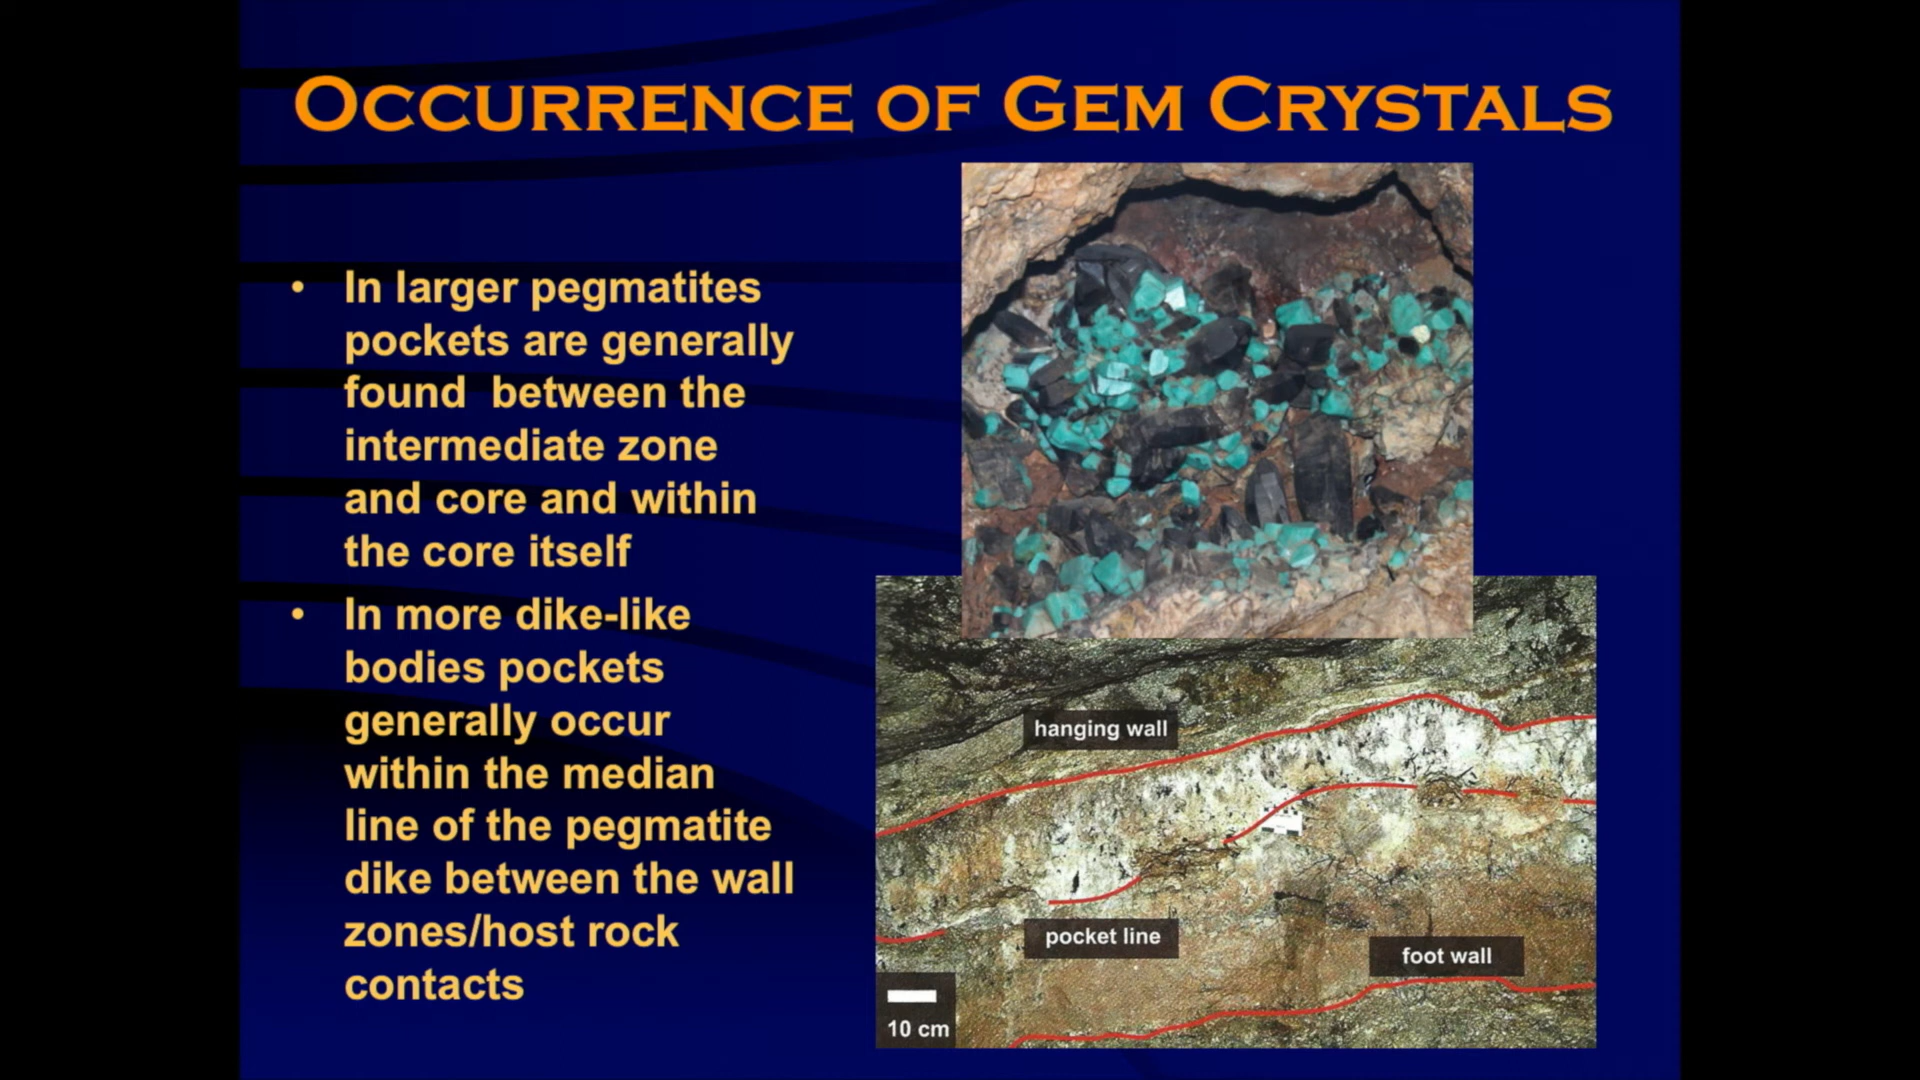 Occurrence of Gem Crystals
• In larger pegmatites
pockets are generally
found between the
intermediate zone
and core and within
the core itself
• In more dike-like
bodies pockets
generally occur
within the median
line of the pegmatite
dike between the wall
zones/host rock
contacts
hanging wall
pocket line
foot wall
10 cm